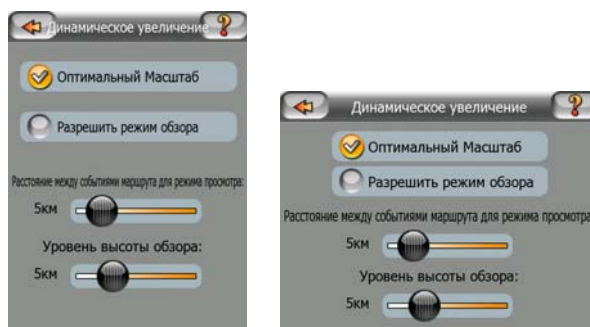 Динамическое увеличение
Оптимальный Масштаб
Разрешить режим обзора
Расстояние между событиями маршрута для режима просмотра:
5км
Уровень высоты обзора:
5км
Динамическое увеличение
Оптимальный Масштаб
Разрешить режим обзора
Расстояние между событиями маршрута для режима просмотра
5км
Уровень высоты обзора:
5км